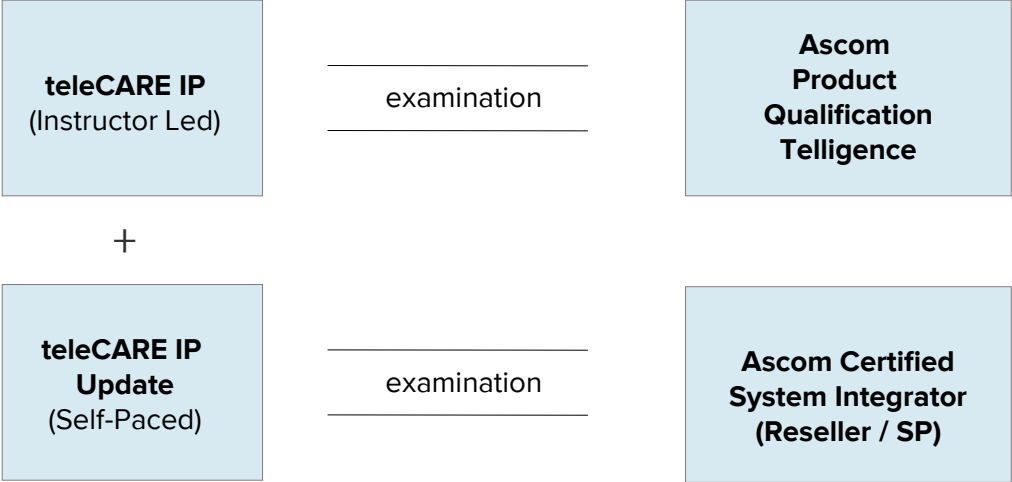 teleCARE IP
(Instructor Led)
examination
Ascom
Product
Qualification
Telligence
+
teleCARE IP
Update
(Self-Paced)
examination
Ascom Certified
System Integrator
(Reseller / SP)